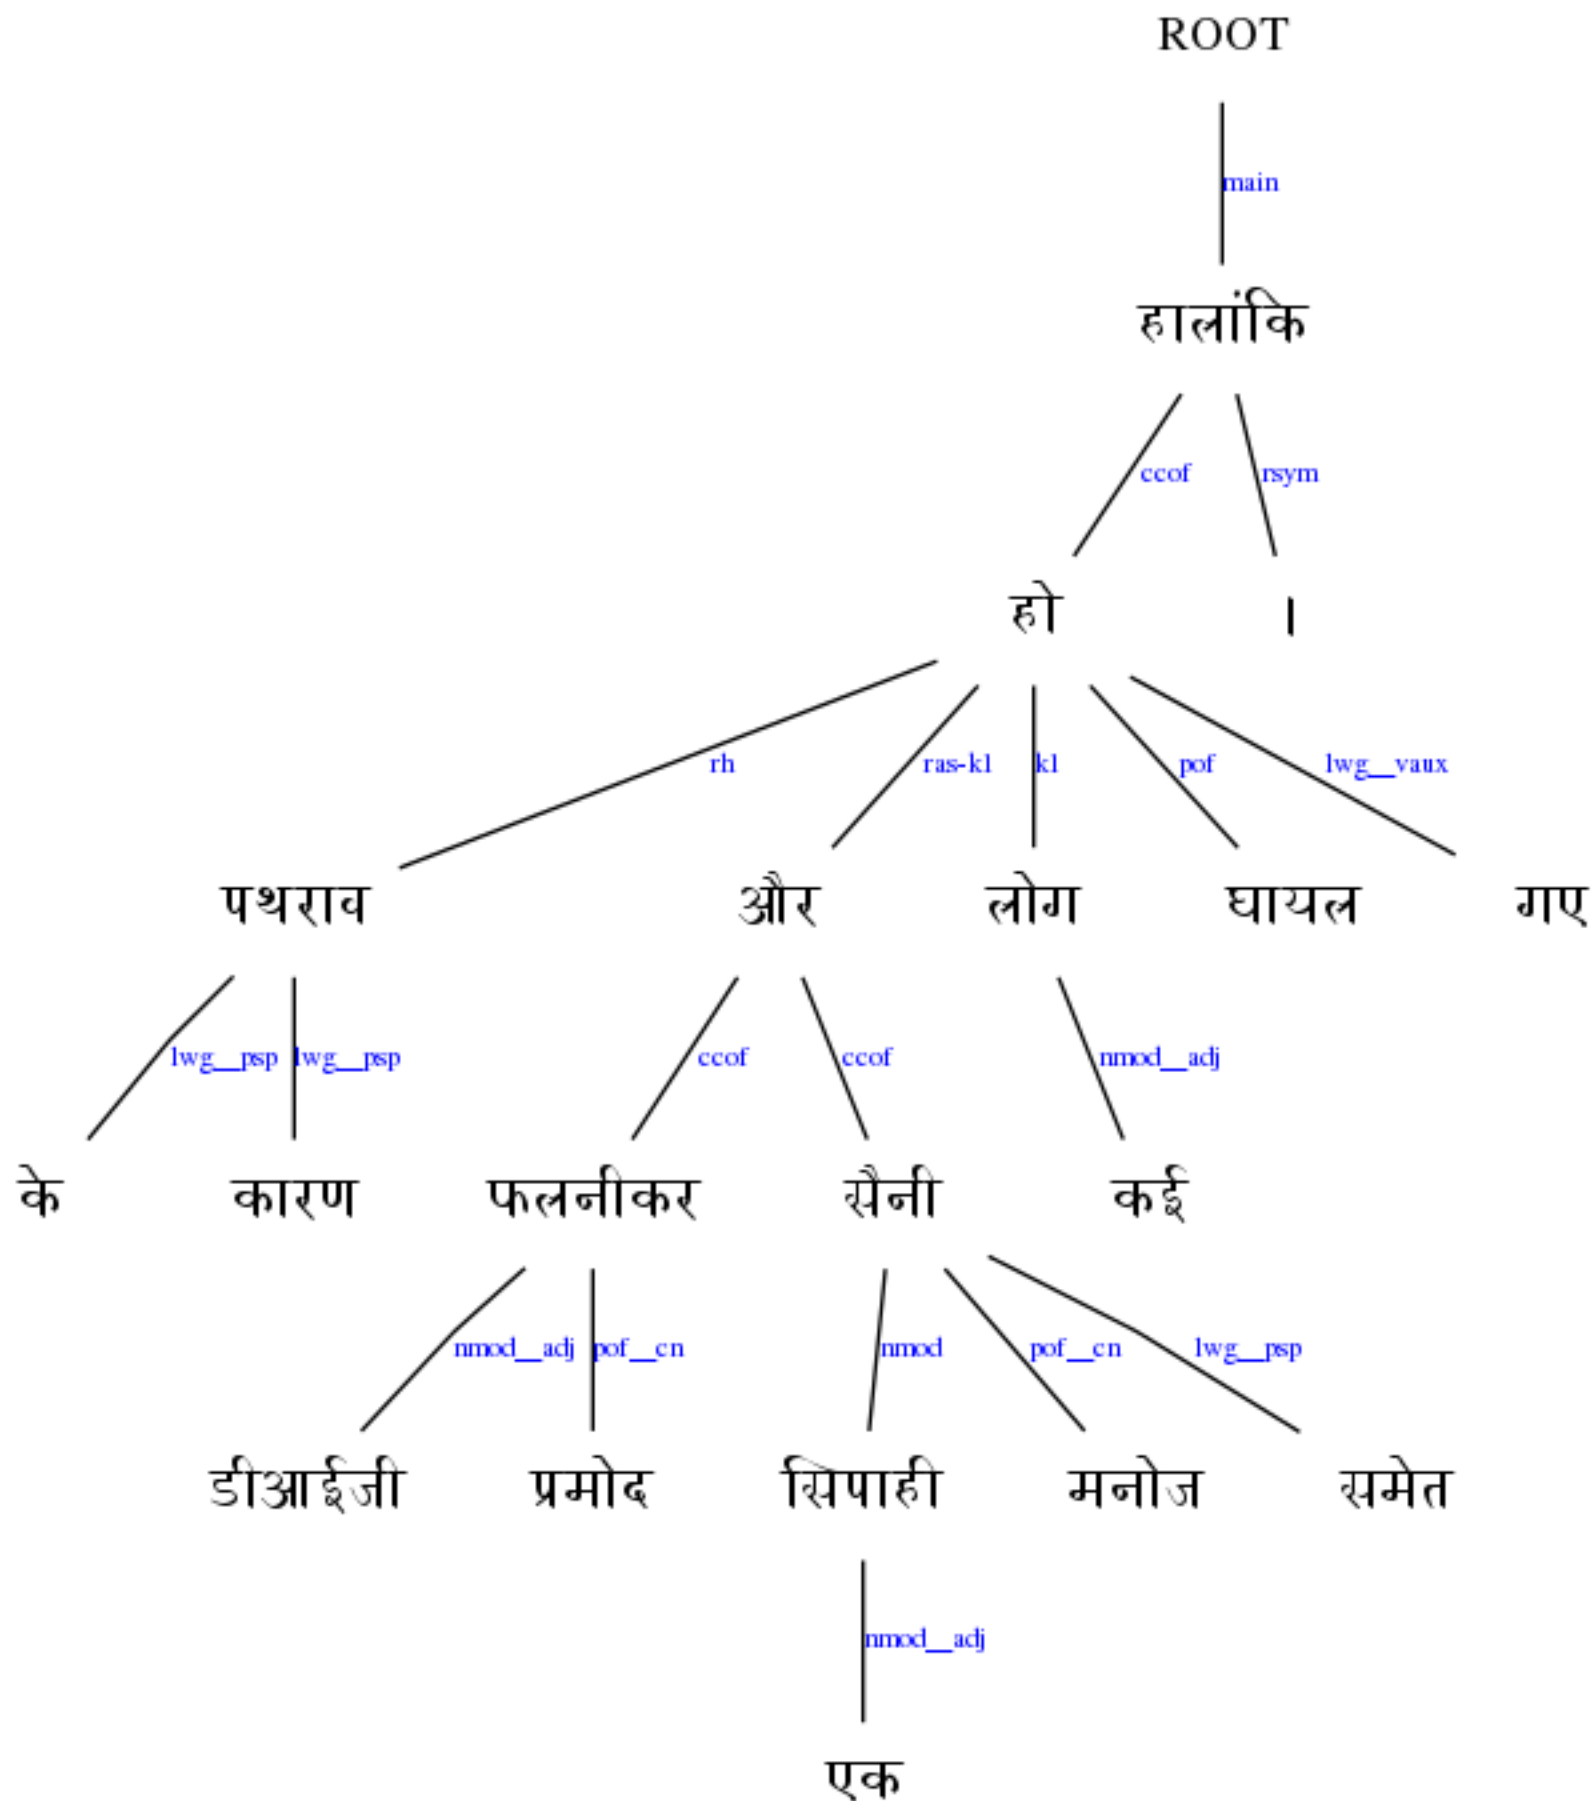 ROOT
main
हालांकि
ccof rsym
हो ।
rh ras-k1 k1 pof lwg__vaux
पथराव और लोग घायल गए
lwg__psp lwg__psp ccof ccof nmod__adj
के कारण फलनीकर सैनी कई
nmod__adj pof__cn nmod pof__cn lwg__psp
डीआईजी प्रमोद सिपाही मनोज समेत
nmod__adj
एक